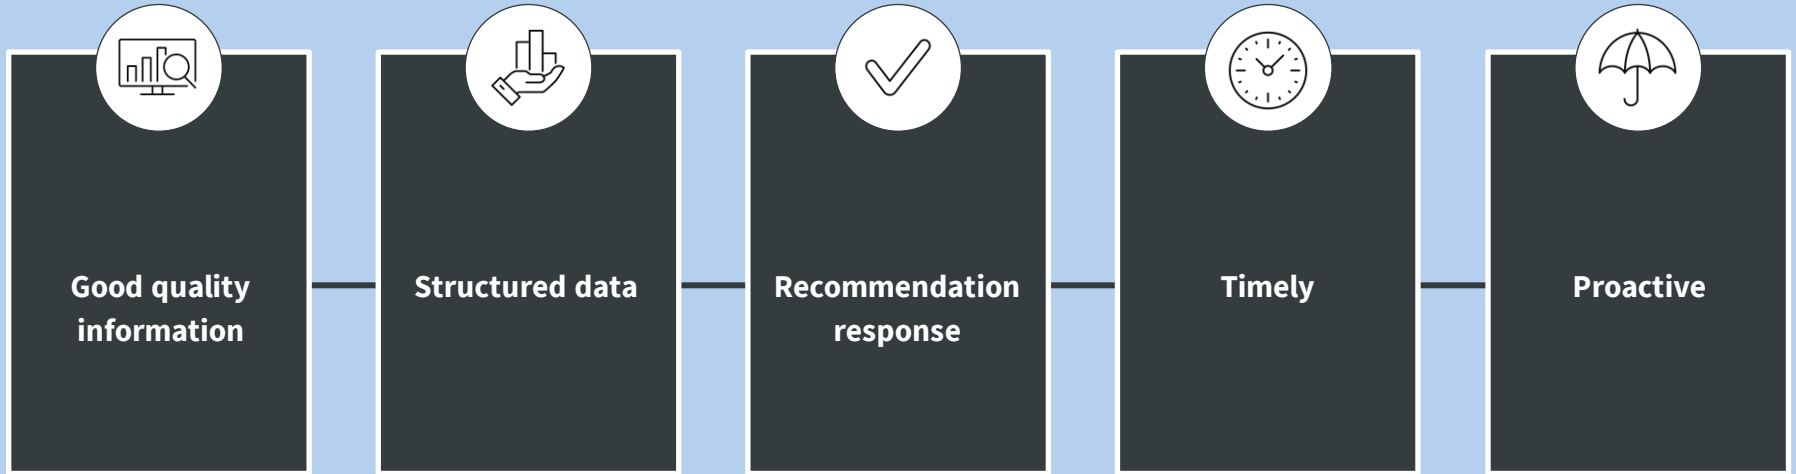 Good quality
information
Structured data
Recommendation
response
Timely
Proactive